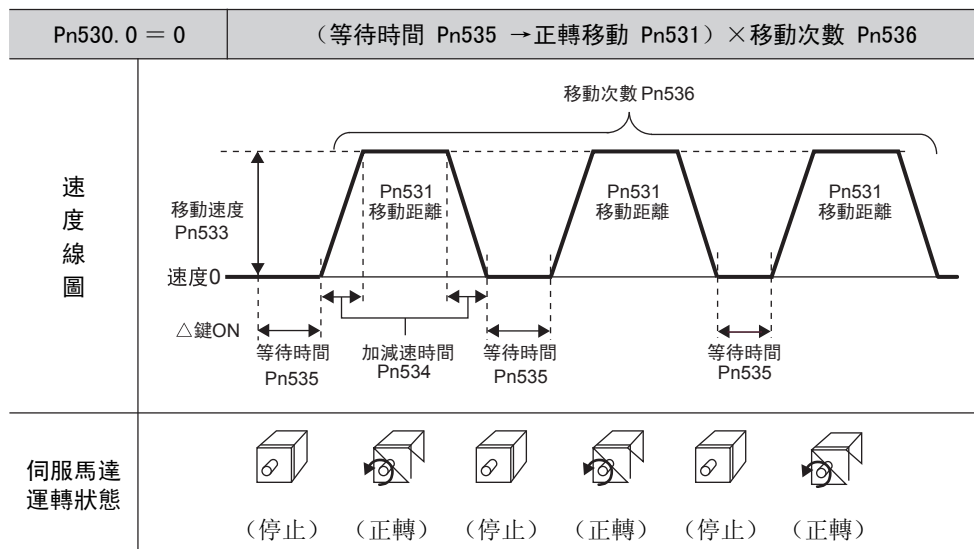 Pn530.0 = 0
（等待時間 Pn535 →正轉移動 Pn531）×移動次數 Pn536
速度線圖
移動次數 Pn536
移動速度
Pn533
Pn531
移動距離
Pn531
移動距離
Pn531
移動距離
速度0
△鍵ON
等待時間
Pn535
加減速時間
Pn534
等待時間
Pn535
等待時間
Pn535
伺服馬達
運轉狀態
（停止）
（正轉）
（停止）
（正轉）
（停止）
（正轉）